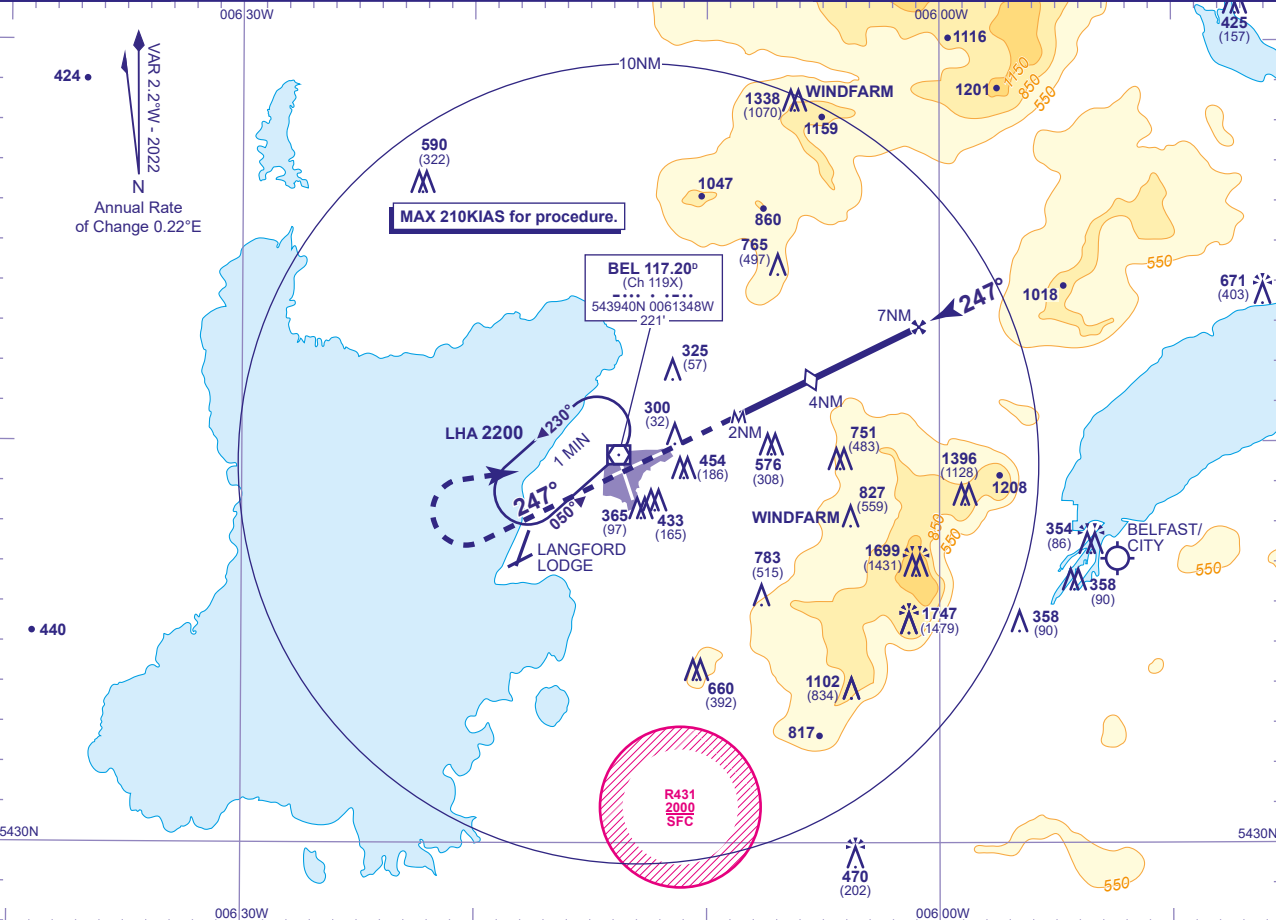 006 30W
006 00W
425
(157)
VAR 2.2°W - 2022
N
Annual Rate
of Change 0.22°E
424
10NM
1116
1201
1150
850
550
1338
(1070)
WINDFARM
1159
590
(322)
MAX 210KIAS for procedure.
1047
860
765
(497)
BEL 117.20ᴰ
(Ch 119X)
543940N 0061348W
221'
550
1018
671
(403)
247°
7NM
4NM
2NM
325
(57)
300
(32)
LHA 2200
230°
1 MIN
247°
050°
454
(186)
576
(308)
751
(483)
1396
(1128)
1208
365
(97)
433
(165)
827
(559)
WINDFARM
850
550
LANGFORD
LODGE
783
(515)
1699
(1431)
1747
(1479)
354
(86)
BELFAST/
CITY
358
(90)
358
(90)
550
440
660
(392)
1102
(834)
817
R431
2000
SFC
5430N
5430N
470
(202)
550
006 30W
006 00W